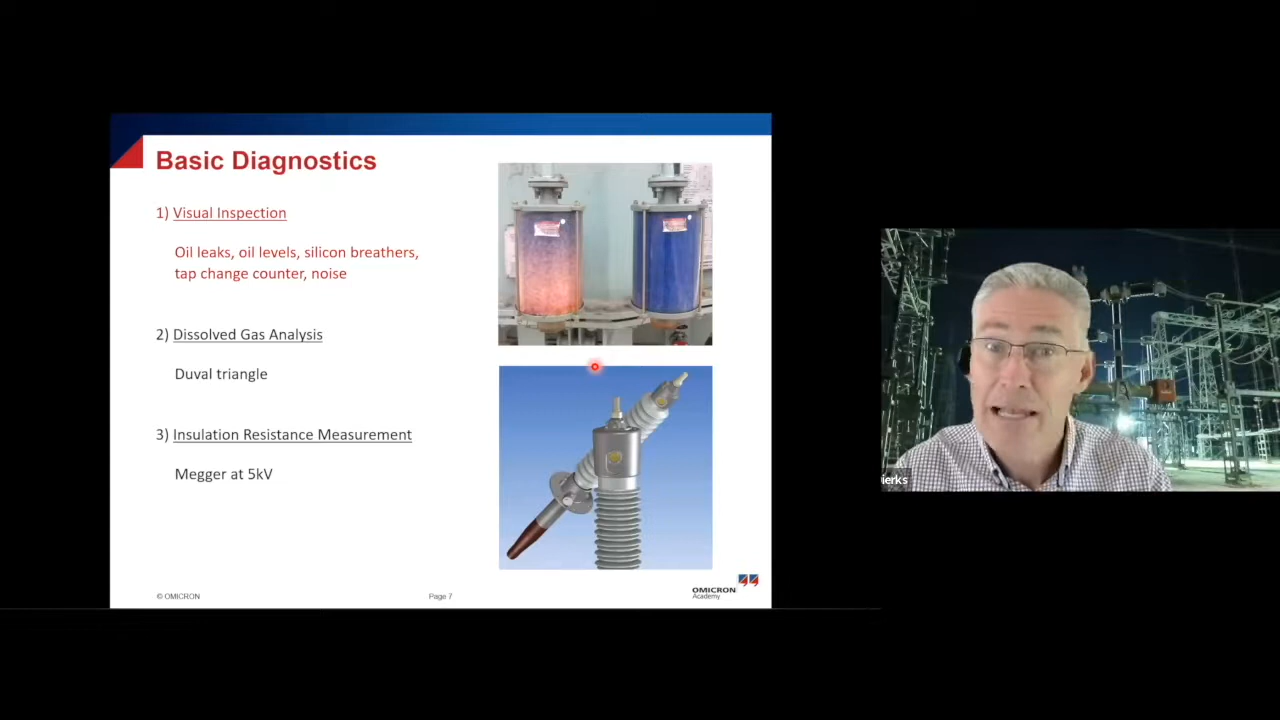 Basic Diagnostics
1) Visual Inspection
Oil leaks, oil levels, silicon breathers,
tap change counter, noise
2) Dissolved Gas Analysis
Duval triangle
3) Insulation Resistance Measurement
Megger at 5kV
© OMICRON
Page 7
OMICRON
Academy
ierks